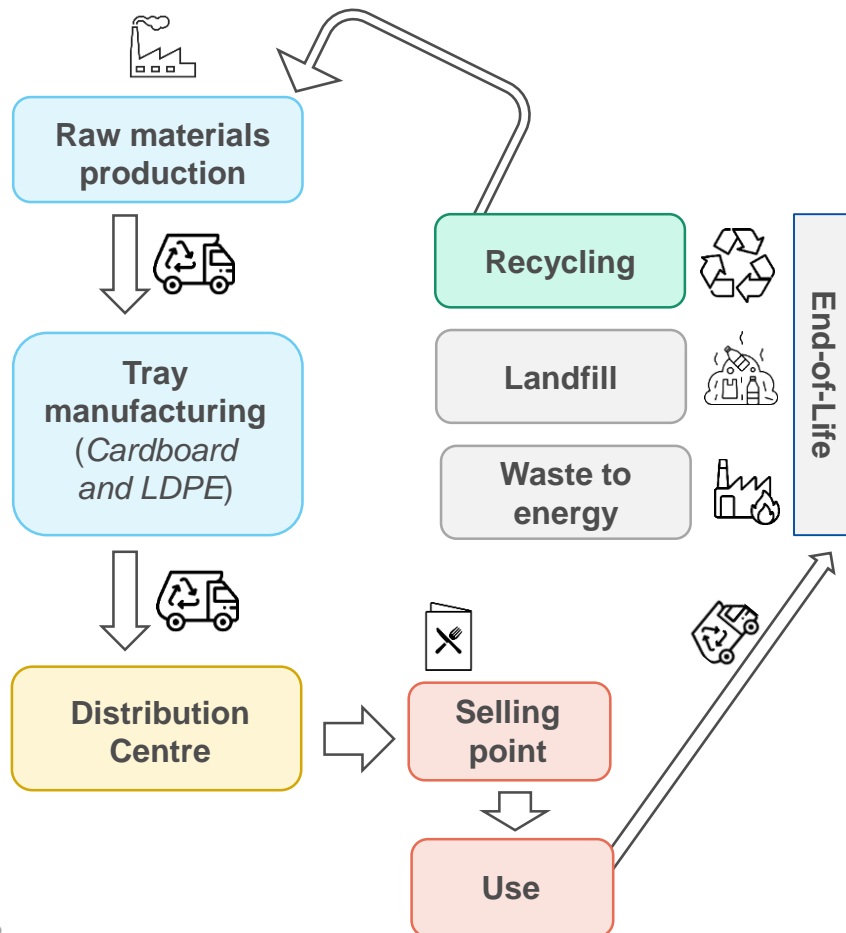 Raw materials
production
Tray
manufacturing
(Cardboard
and LDPE)
Distribution
Centre
Selling
point
Use
Recycling
Landfill
Waste to
energy
End-of-Life